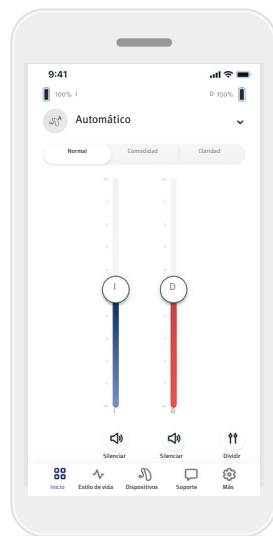 9:41
100% I
D 100%
A
Automático
Normal Comodidad Claridad
I D
I D
Silenciar Silenciar Dividir
Inicio Estilo de vida Dispositivos Soporte Más